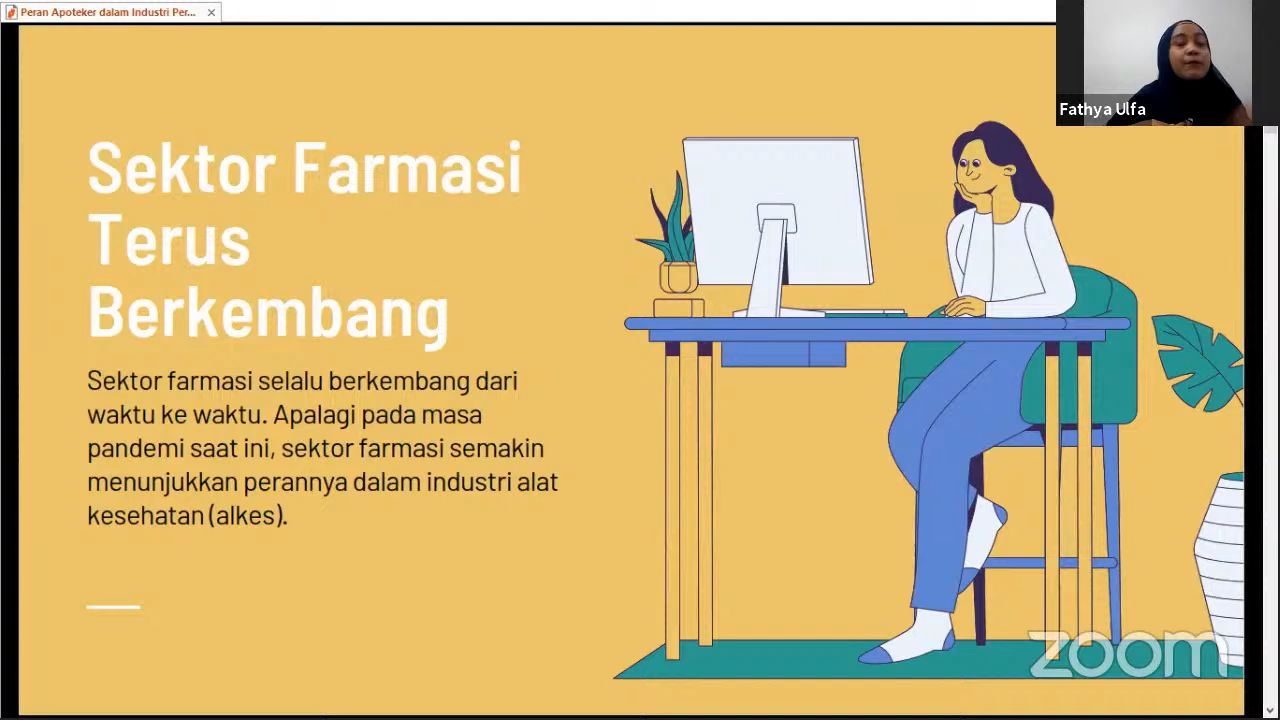 Peran Apoteker dalam Industri Per...
Fathya Ulfa
Sektor Farmasi
Terus
Berkembang
Sektor farmasi selalu berkembang dari
waktu ke waktu. Apalagi pada masa
pandemi saat ini, sektor farmasi semakin
menunjukkan perannya dalam industri alat
kesehatan (alkes).
zoom